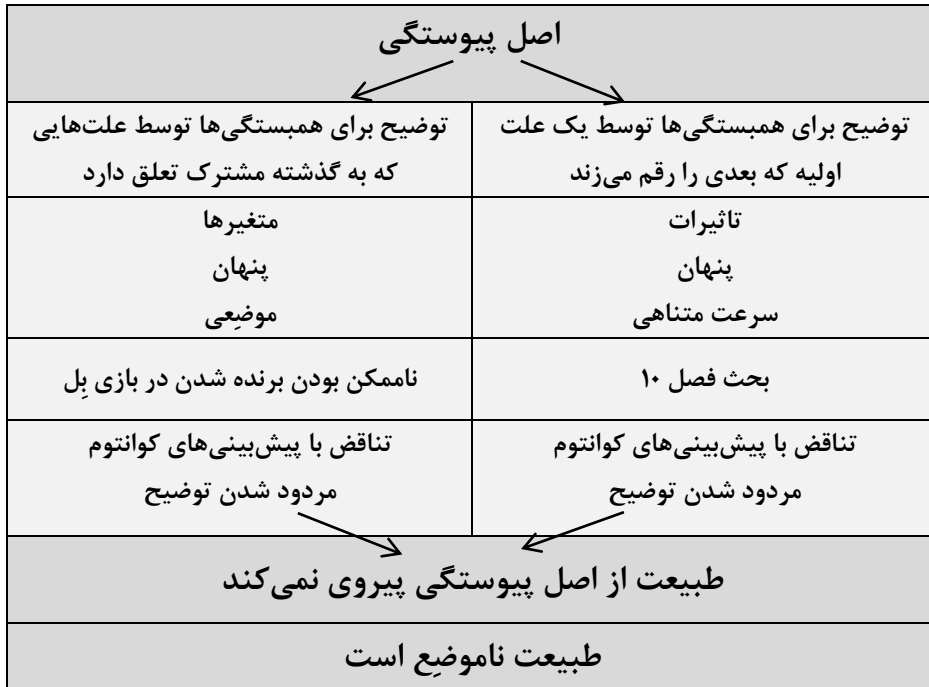 اصل پیوستگی
توضیح برای همبستگی‌ها توسط یک علت
اولیه که بعدی را رقم می‌زند
توضیح برای همبستگی‌ها توسط علت‌هایی
که به گذشته مشترک تعلق دارد
تاثیرات
پنهان
سرعت متناهی
متغیرها
پنهان
موضِعی
بحث فصل ۱۰
ناممکن بودن برنده شدن در بازی بِل
تناقض با پیش‌بینی‌های کوانتوم
مردود شدن توضیح
تناقض با پیش‌بینی‌های کوانتوم
مردود شدن توضیح
طبیعت از اصل پیوستگی پیروی نمی‌کند
طبیعت ناموضِع است